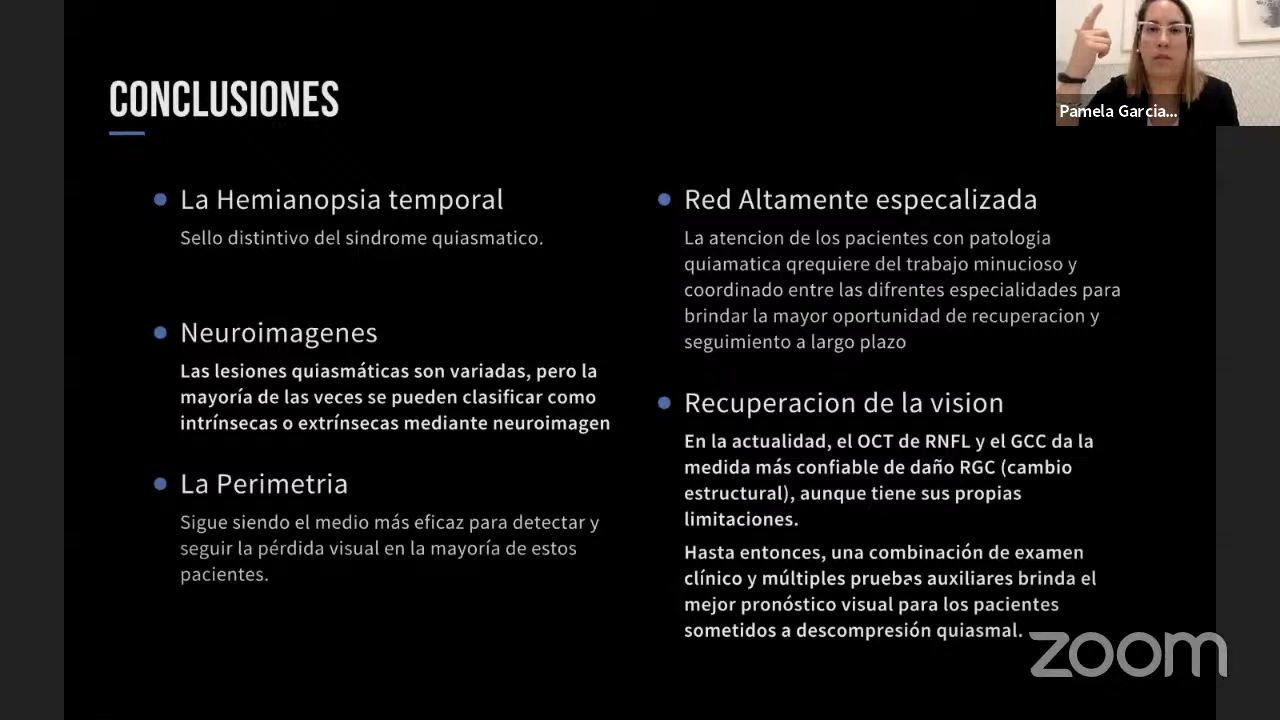 CONCLUSIONES
La Hemianopsia temporal
Sello distintivo del sindrome quiasmatico.
Neuroimagenes
Las lesiones quiasmáticas son variadas, pero la
mayoría de las veces se pueden clasificar como
intrínsecas o extrínsecas mediante neuroimagen
La Perimetria
Sigue siendo el medio más eficaz para detectar y
seguir la pérdida visual en la mayoría de estos
pacientes.
Red Altamente especalizada
La atencion de los pacientes con patologia
quiamatica qrequiere del trabajo minucioso y
coordinado entre las difrentes especialidades para
brindar la mayor oportunidad de recuperacion y
seguimiento a largo plazo
Recuperacion de la vision
En la actualidad, el OCT de RNFL y el GCC da la
medida más confiable de daño RGC (cambio
estructural), aunque tiene sus propias
limitaciones.
Hasta entonces, una combinación de examen
clínico y múltiples pruebas auxiliares brinda el
mejor pronóstico visual para los pacientes
sometidos a descompresión quiasmal.
Pamela Garcia...
zoom